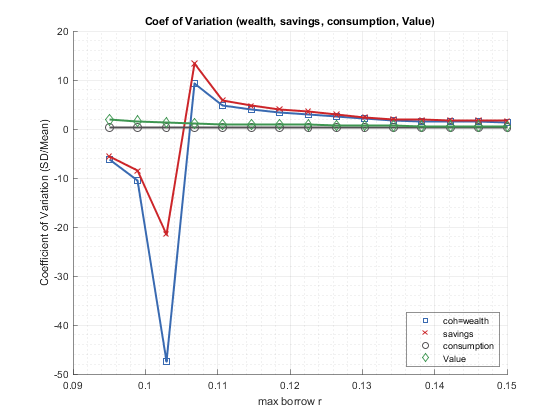 Coef of Variation (wealth, savings, consumption, Value)
Coefficient of Variation (SD/Mean)
20
10
0
-10
-20
-30
-40
-50
0.09
0.1
0.11
0.12
0.13
0.14
0.15
max borrow r
coh=wealth
savings
consumption
Value